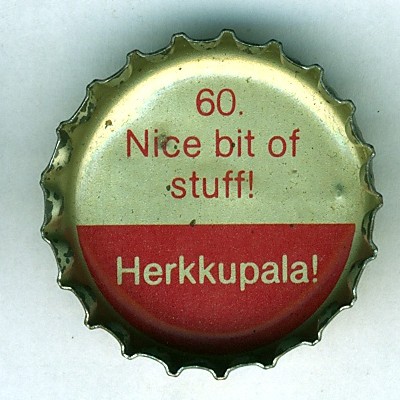 60.
Nice bit of
stuff!
Herkkupala!